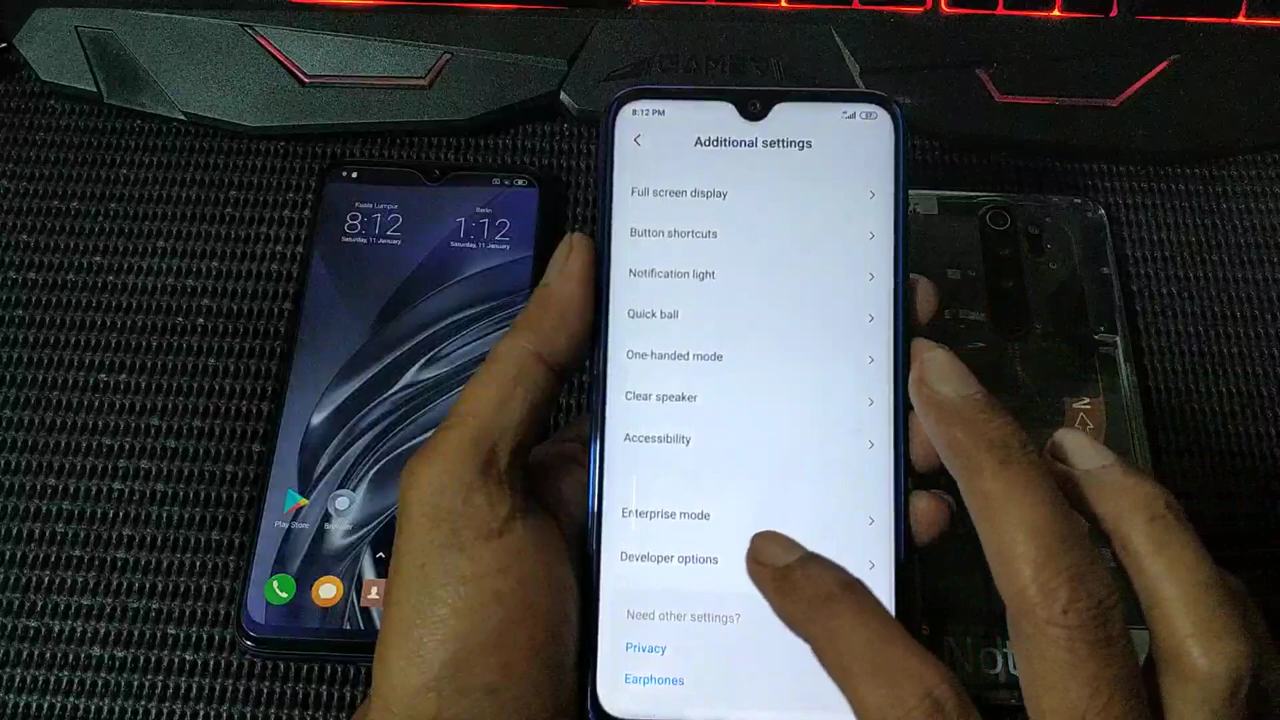 GAMER
8:12 PM
Additional settings
Full screen display
Button shortcuts
Notification light
Quick ball
One-handed mode
Clear speaker
Accessibility
Enterprise mode
Developer options
Need other settings?
Privacy
Earphones
Kuala Lumpur
8:12
Saturday, 11 January
Berlin
1:12
Saturday, 11 January
Play Store
Browser